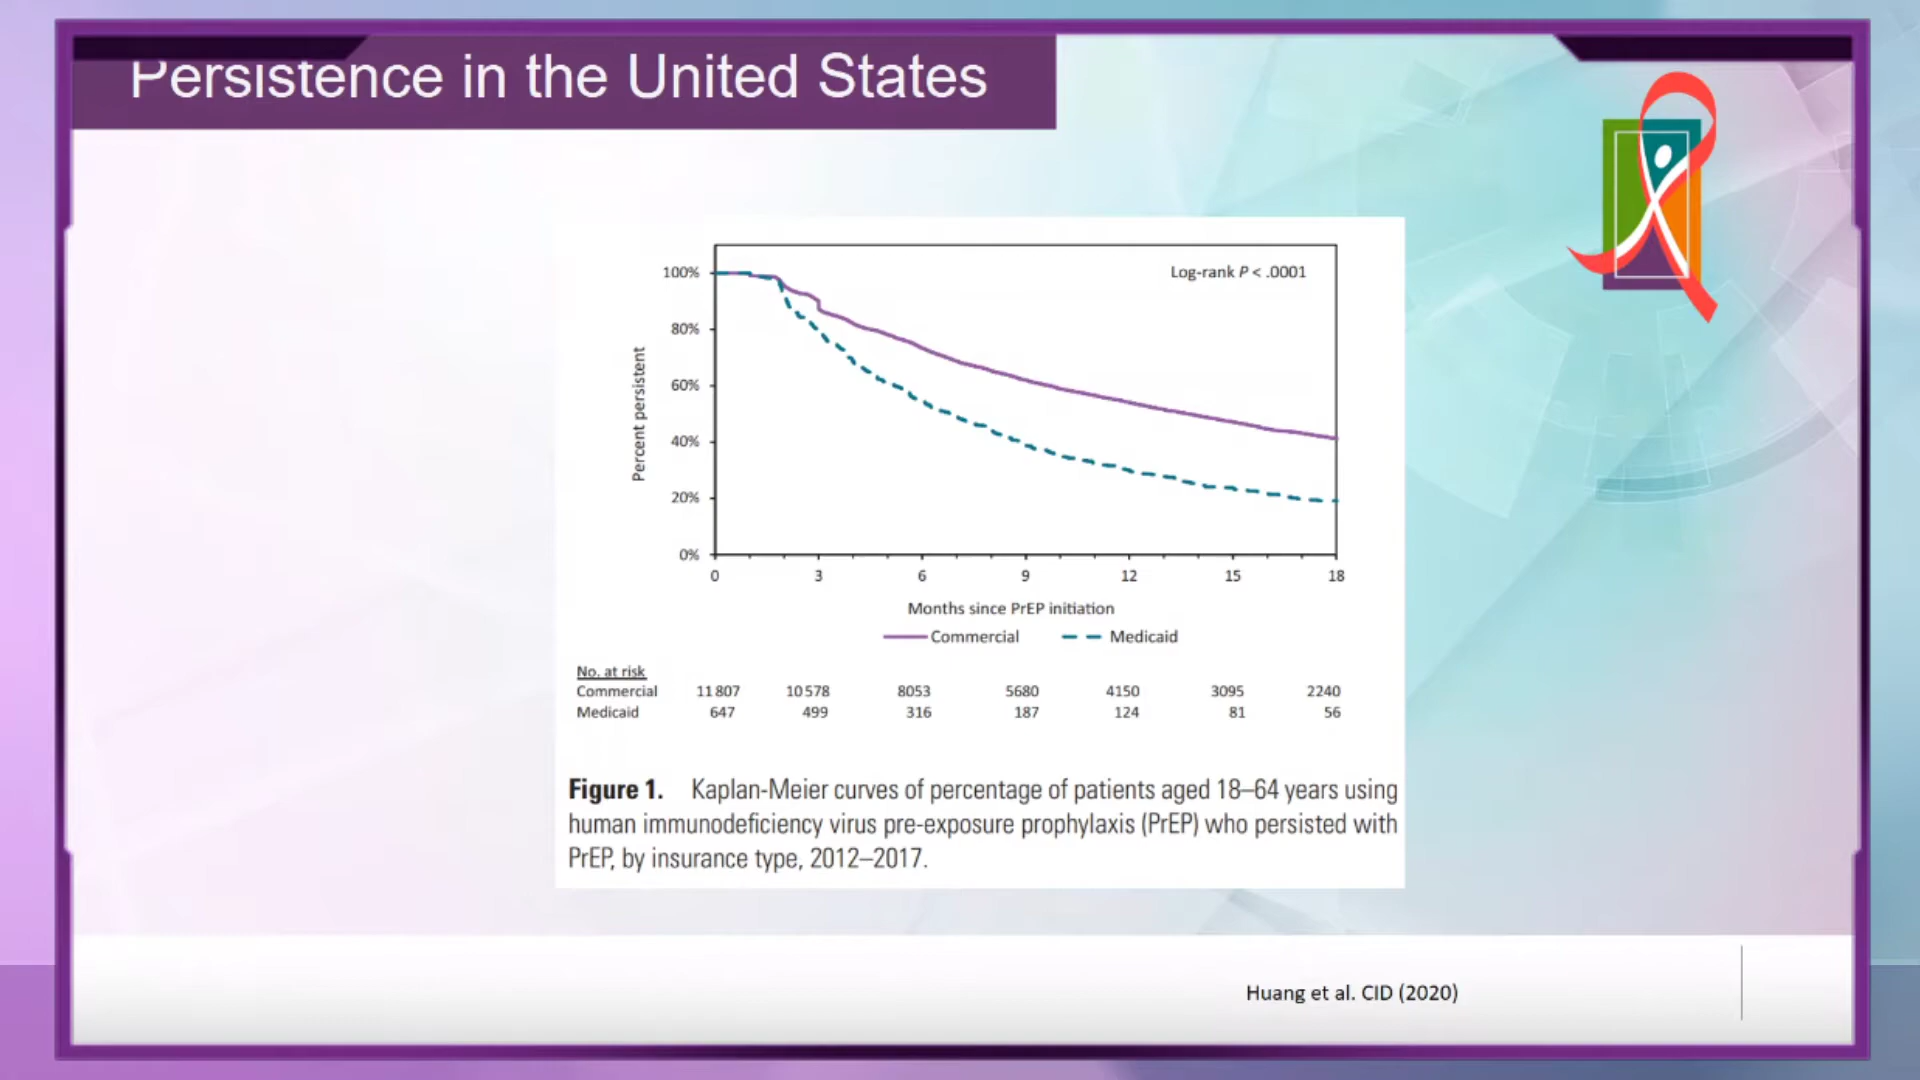 Persistence in the United States
Log-rank P < .0001
100%
80%
60%
40%
20%
0%
Percent persistent
0 3 6 9 12 15 18
Months since PrEP initiation
Commercial Medicaid
No. at risk
Commercial 11 807 10 578 8053 5680 4150 3095 2240
Medicaid 647 499 316 187 124 81 56
Figure 1. Kaplan-Meier curves of percentage of patients aged 18–64 years using
human immunodeficiency virus pre-exposure prophylaxis (PrEP) who persisted with
PrEP, by insurance type, 2012–2017.
Huang et al. CID (2020)